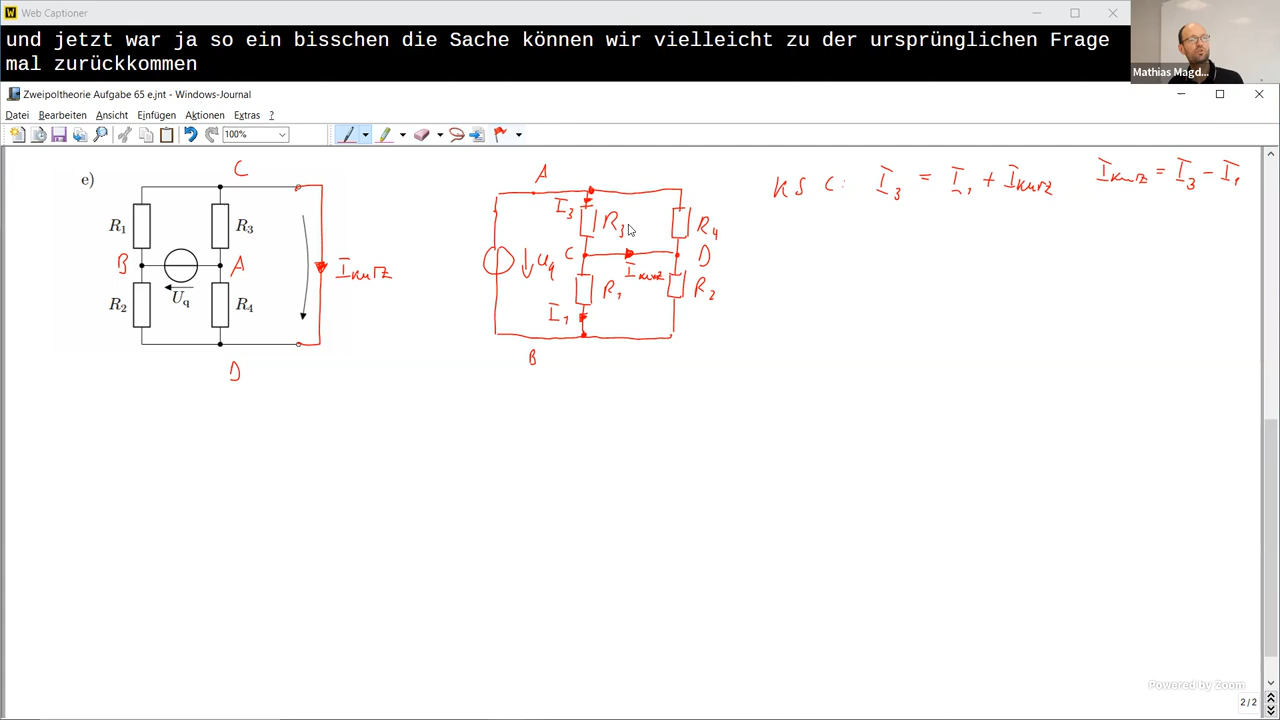 Web Captioner
und jetzt war ja so ein bisschen die Sache können wir vielleicht zu der ursprünglichen Frage
mal zurückkommen
Mathias Magd...
Zweipoltheorie Aufgabe 65 e.jnt - Windows-Journal
Datei Bearbeiten Ansicht Einfügen Aktionen Extras ?
100%
e)
C
R1 R3
B A
Uq
R2 R4
D
Ikurz
A
I3 R3 R4
C D
uq Ikurz
R1 R2
I1
B
KS C: I3 = I1 + Ikurz Ikurz = I3 - I1
Powered by Zoom
2 / 2